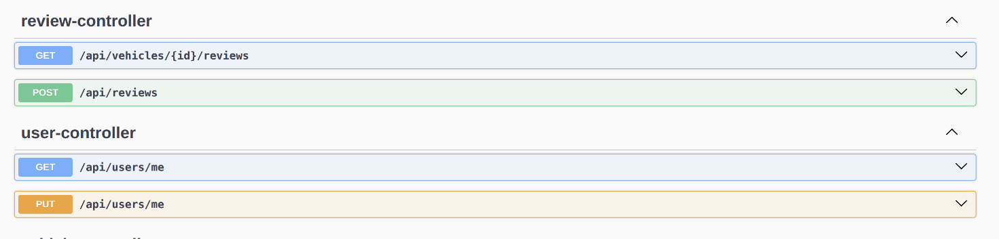 review-controller
GET /api/vehicles/{id}/reviews
POST /api/reviews
user-controller
GET /api/users/me
PUT /api/users/me